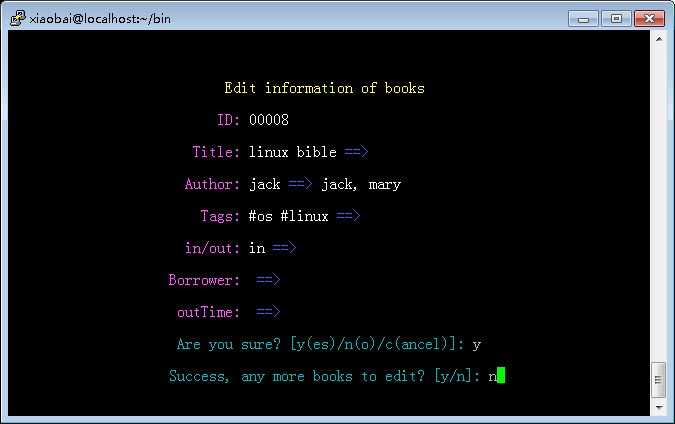 xiaobai@localhost:~/bin
Edit information of books
ID: 00008
Title: linux bible ==>
Author: jack ==> jack, mary
Tags: #os #linux ==>
in/out: in ==>
Borrower: ==>
outTime: ==>
Are you sure? [y(es)/n(o)/c(ancel)]: y
Success, any more books to edit? [y/n]: n